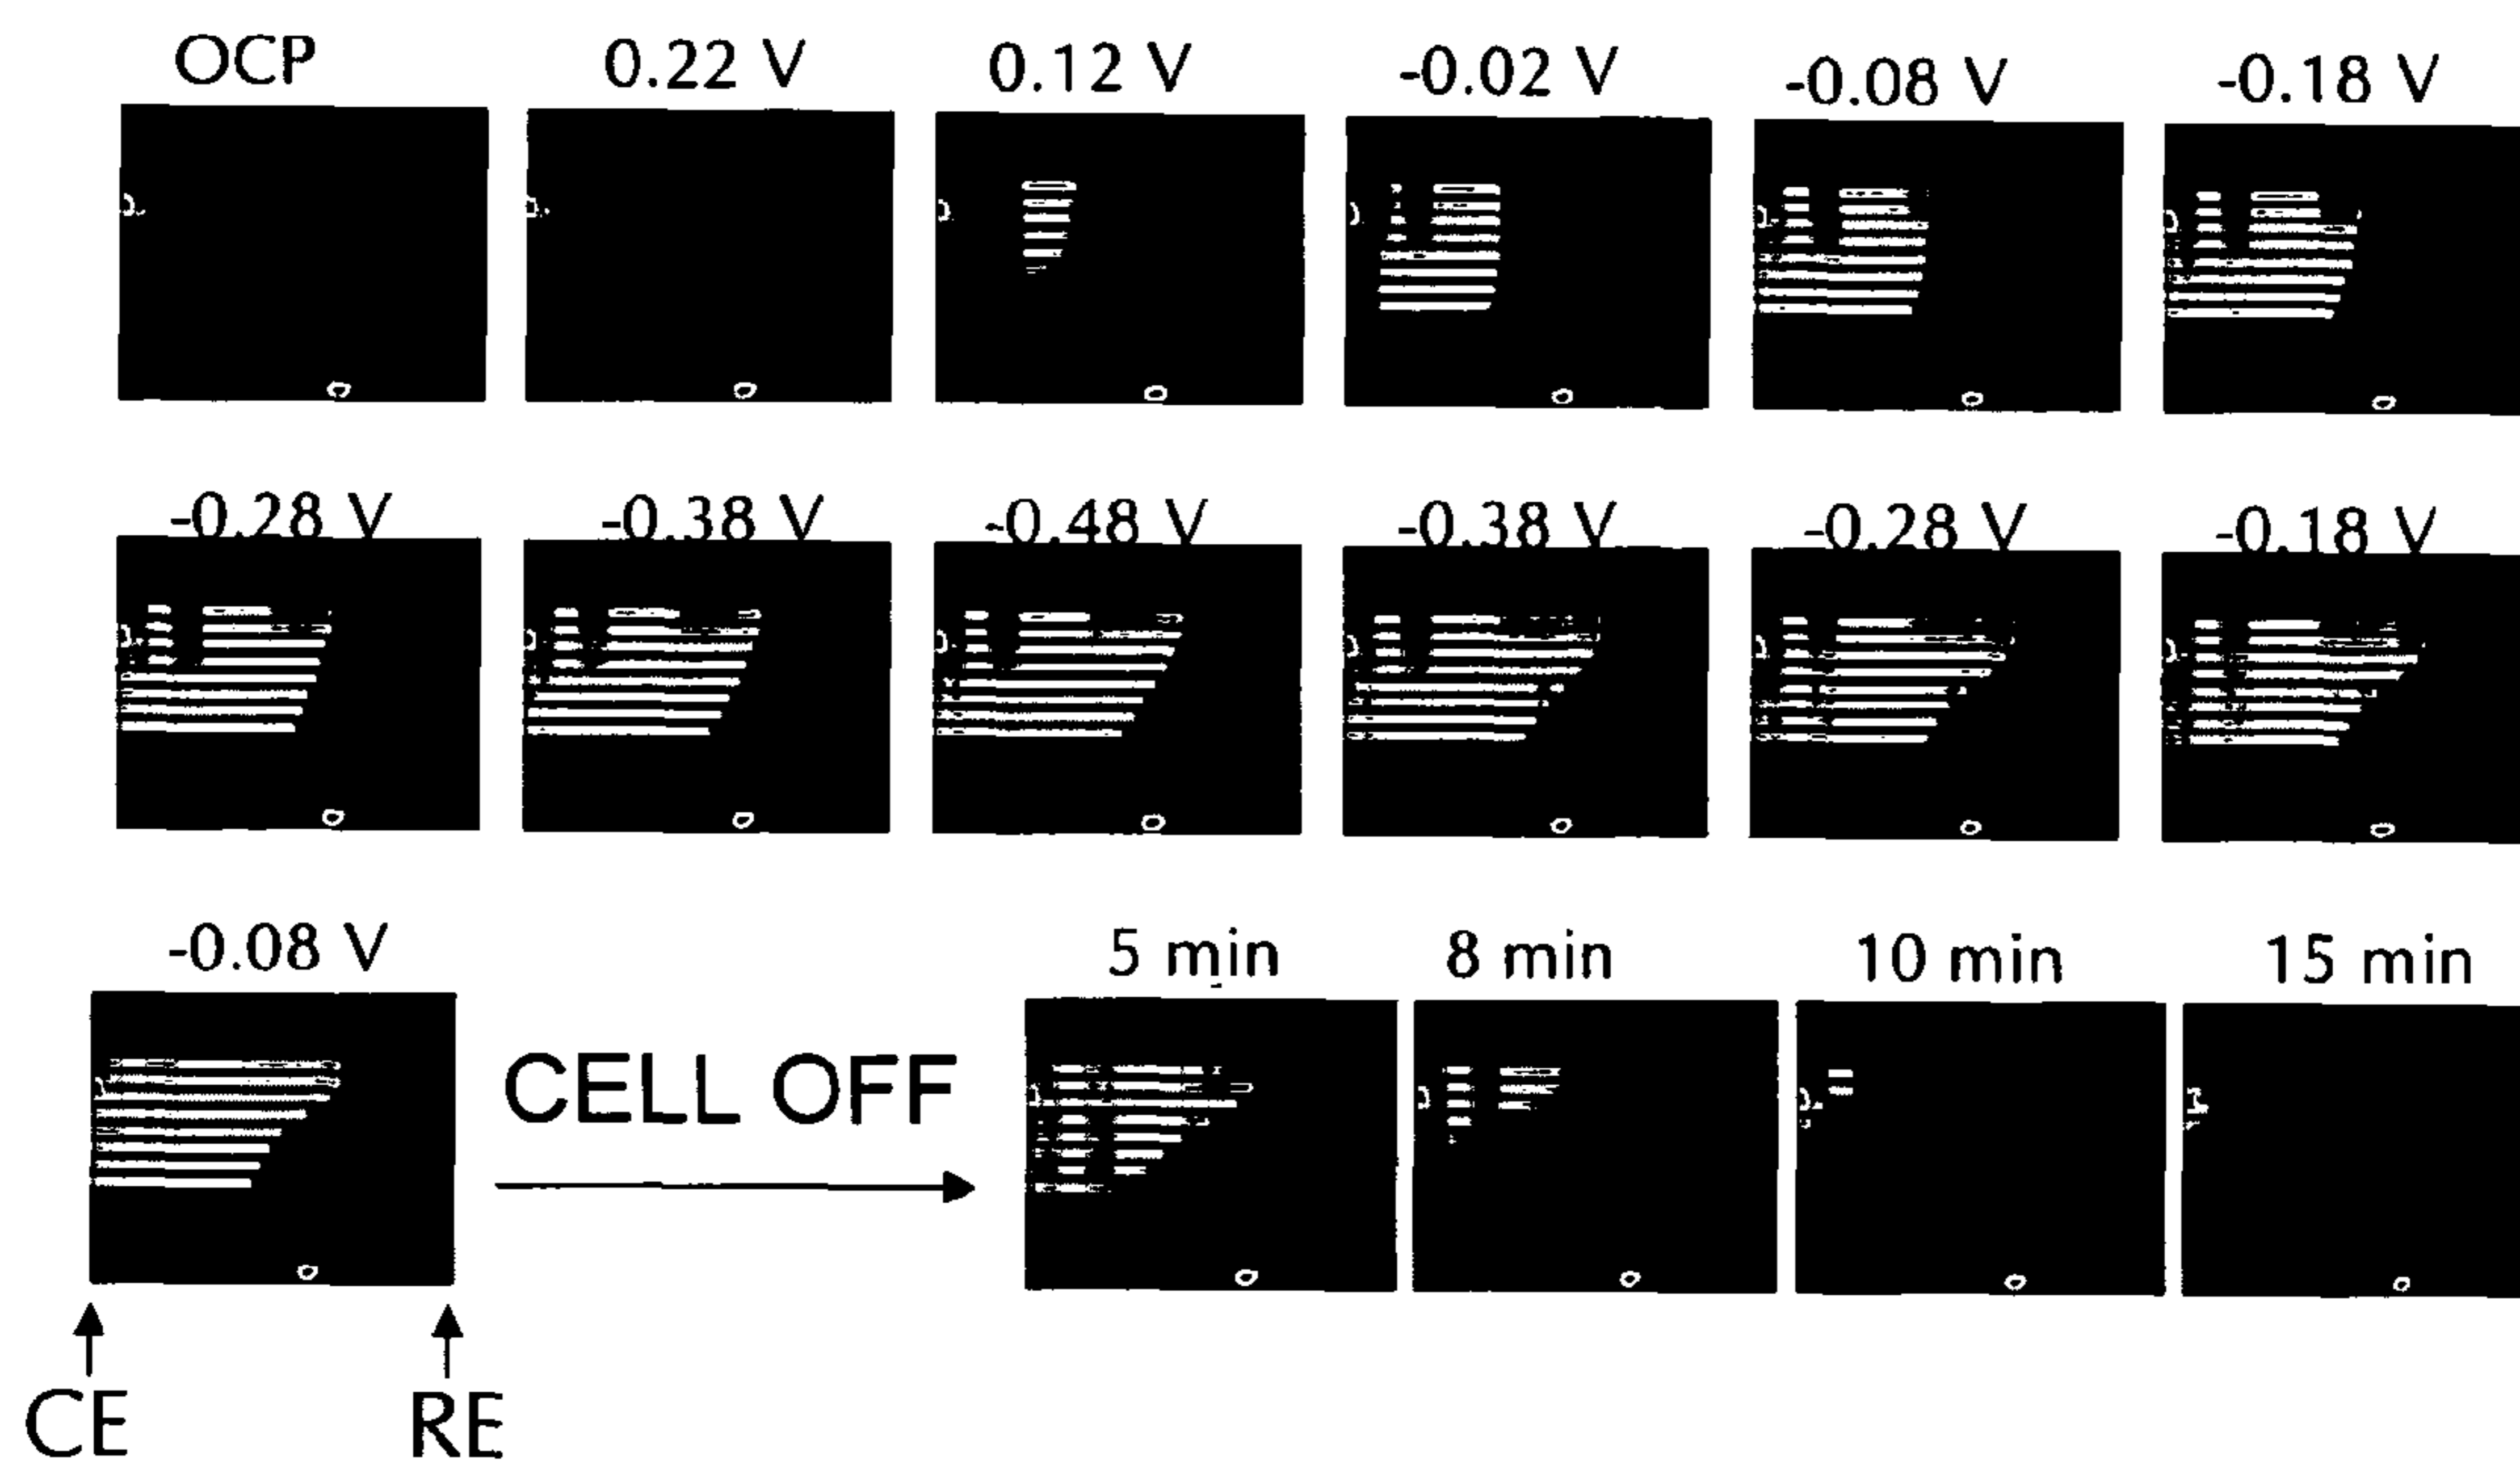 OCP 0.22 V 0.12 V -0.02 V -0.08 V -0.18 V
-0.28 V -0.38 V -0.48 V -0.38 V -0.28 V -0.18 V
-0.08 V 5 min 8 min 10 min 15 min
CELL OFF
CE RE